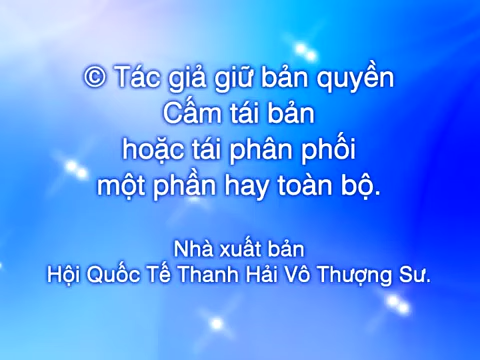 © Tác giả giữ bản quyền
Cấm tái bản
hoặc tái phân phối
một phần hay toàn bộ.
Nhà xuất bản
Hội Quốc Tế Thanh Hải Vô Thượng Sư.